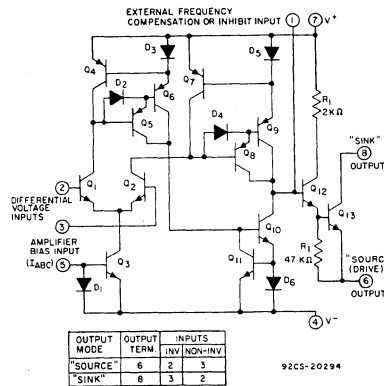 EXTERNAL FREQUENCY
COMPENSATION OR INHIBIT INPUT
1
7 V+
D3
D5
Q4
Q6
Q7
D2
Q5
D4
Q9
Q8
R1
2KΩ
"SINK"
8
OUTPUT
2
Q1
Q2
Q12
Q13
DIFFERENTIAL
VOLTAGE
INPUTS
3
Q10
R1
47 KΩ
"SOURCE"
(DRIVE)
6
OUTPUT
AMPLIFIER
BIAS INPUT
(IABC) 5
Q3
Q11
D1
D6
4 V-
OUTPUT MODE OUTPUT TERM. INPUTS
INV NON-INV
"SOURCE" 6 2 3
"SINK" 8 3 2
92CS-20294